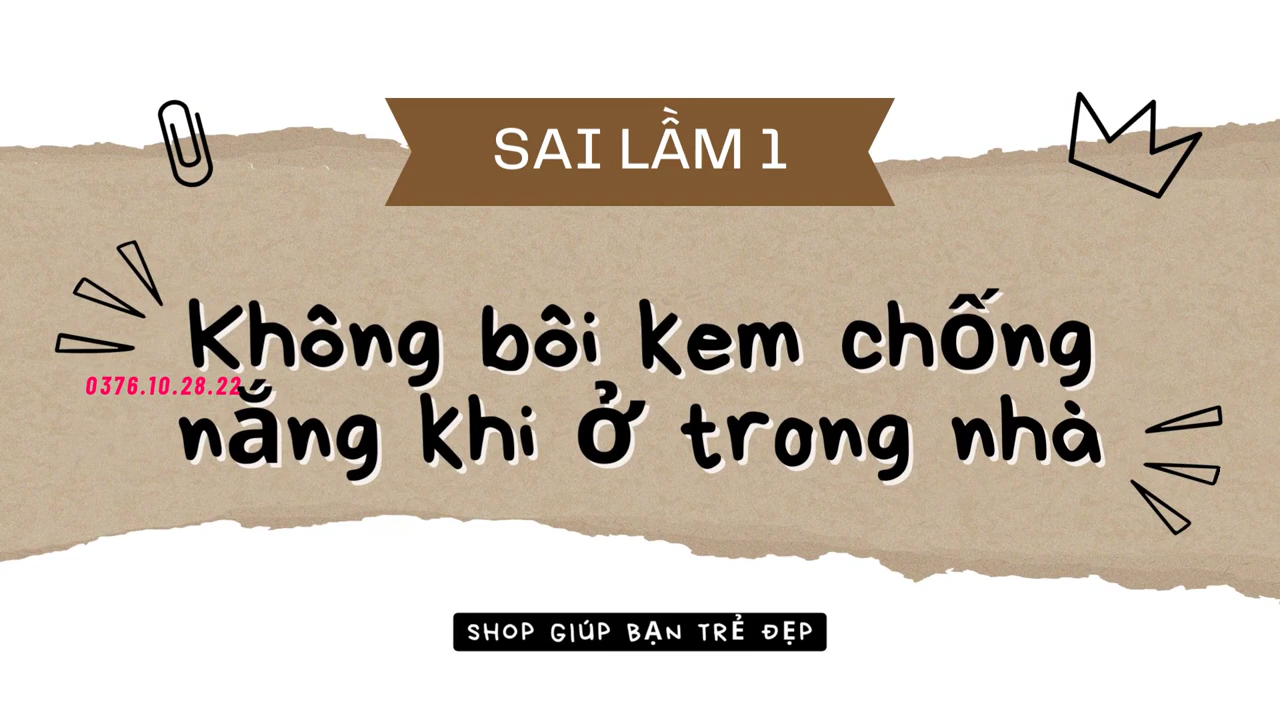 SAI LẦM 1
Không bôi kem chống
0376.10.28.22
nắng khi ở trong nhà
SHOP GIÚP BẠN TRẺ ĐẸP